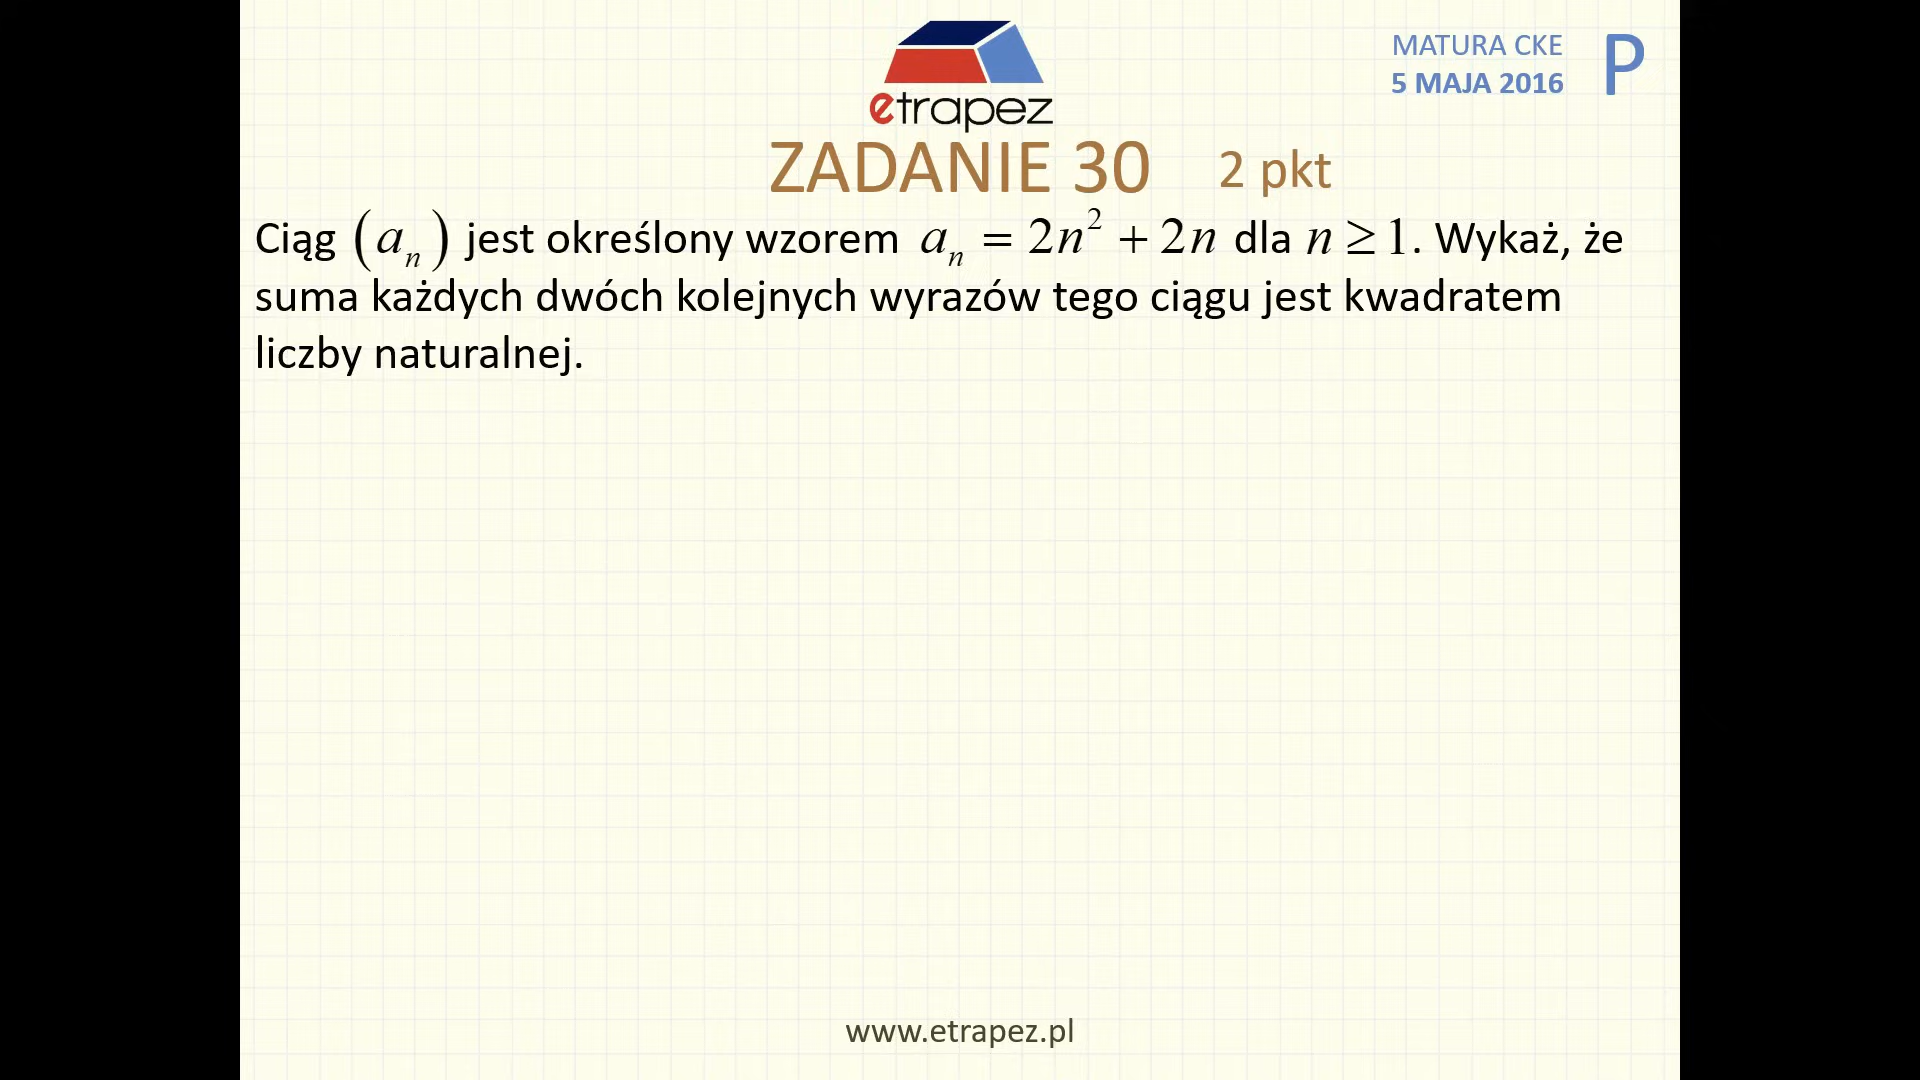 etrapez
MATURA CKE
5 MAJA 2016
P
ZADANIE 30 2 pkt
Ciąg (aₙ) jest określony wzorem aₙ = 2n² + 2n dla n ≥ 1. Wykaż, że
suma każdych dwóch kolejnych wyrazów tego ciągu jest kwadratem
liczby naturalnej.
www.etrapez.pl